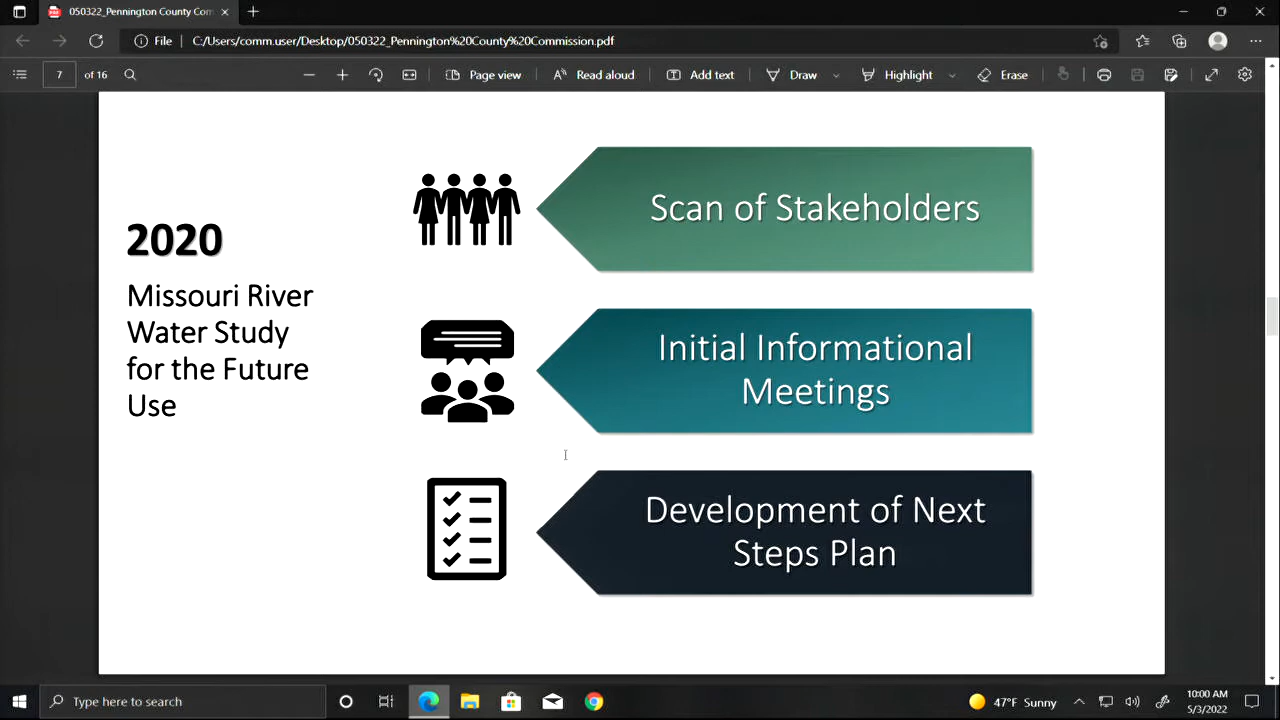 050322_Pennington County Com
File
C:/Users/comm.user/Desktop/050322_Pennington%20County%20Commission.pdf
7 of 16
Page view
Read aloud
Add text
Draw
Highlight
Erase
2020
Missouri River
Water Study
for the Future
Use
Scan of Stakeholders
Initial Informational
Meetings
Development of Next
Steps Plan
Type here to search
47°F Sunny
10:00 AM
5/3/2022